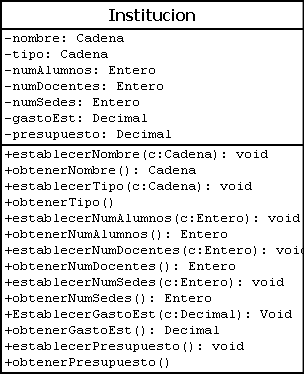 Institucion
-nombre: Cadena
-tipo: Cadena
-numAlumnos: Entero
-numDocentes: Entero
-numSedes: Entero
-gastoEst: Decimal
-presupuesto: Decimal
+establecerNombre(c:Cadena): void
+obtenerNombre(): Cadena
+establecerTipo(c:Cadena): void
+obtenerTipo()
+establecerNumAlumnos(c:Entero): void
+obtenerNumAlumnos(): Entero
+establecerNumDocentes(c:Entero): void
+obtenerNumDocentes(): Entero
+establecerNumSedes(c:Entero): void
+obtenerNumSedes(): Entero
+EstablecerGastoEst(c:Decimal): Void
+obtenerGastoEst(): Decimal
+establecerPresupuesto(): void
+obtenerPresupuesto()